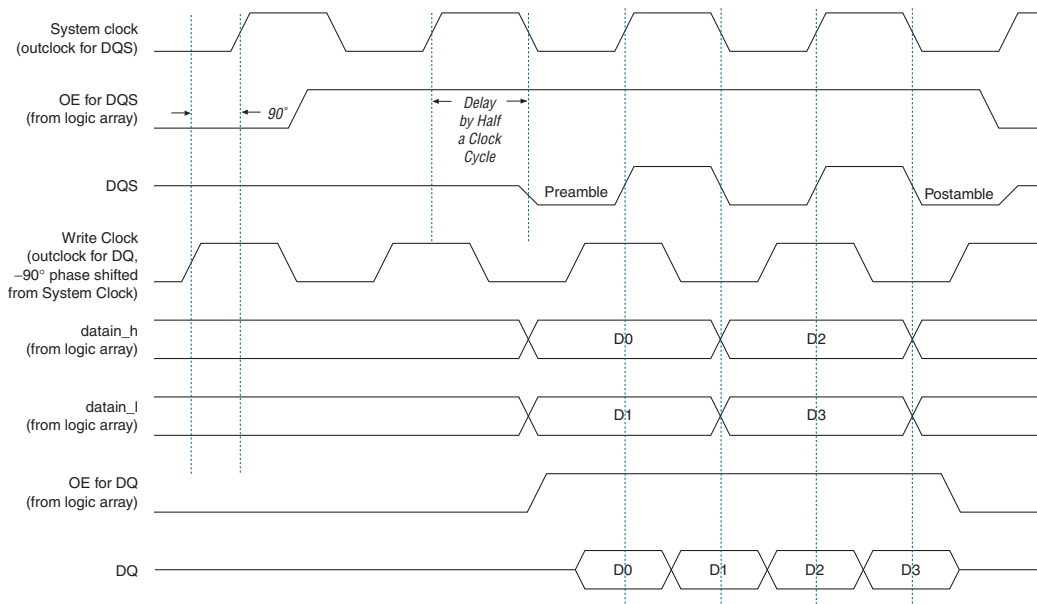 System clock
(outclock for DQS)
OE for DQS
(from logic array)
90°
Delay
by Half
a Clock
Cycle
DQS
Preamble
Postamble
Write Clock
(outclock for DQ,
−90° phase shifted
from System Clock)
datain_h
(from logic array)
D0
D2
datain_l
(from logic array)
D1
D3
OE for DQ
(from logic array)
DQ
D0
D1
D2
D3